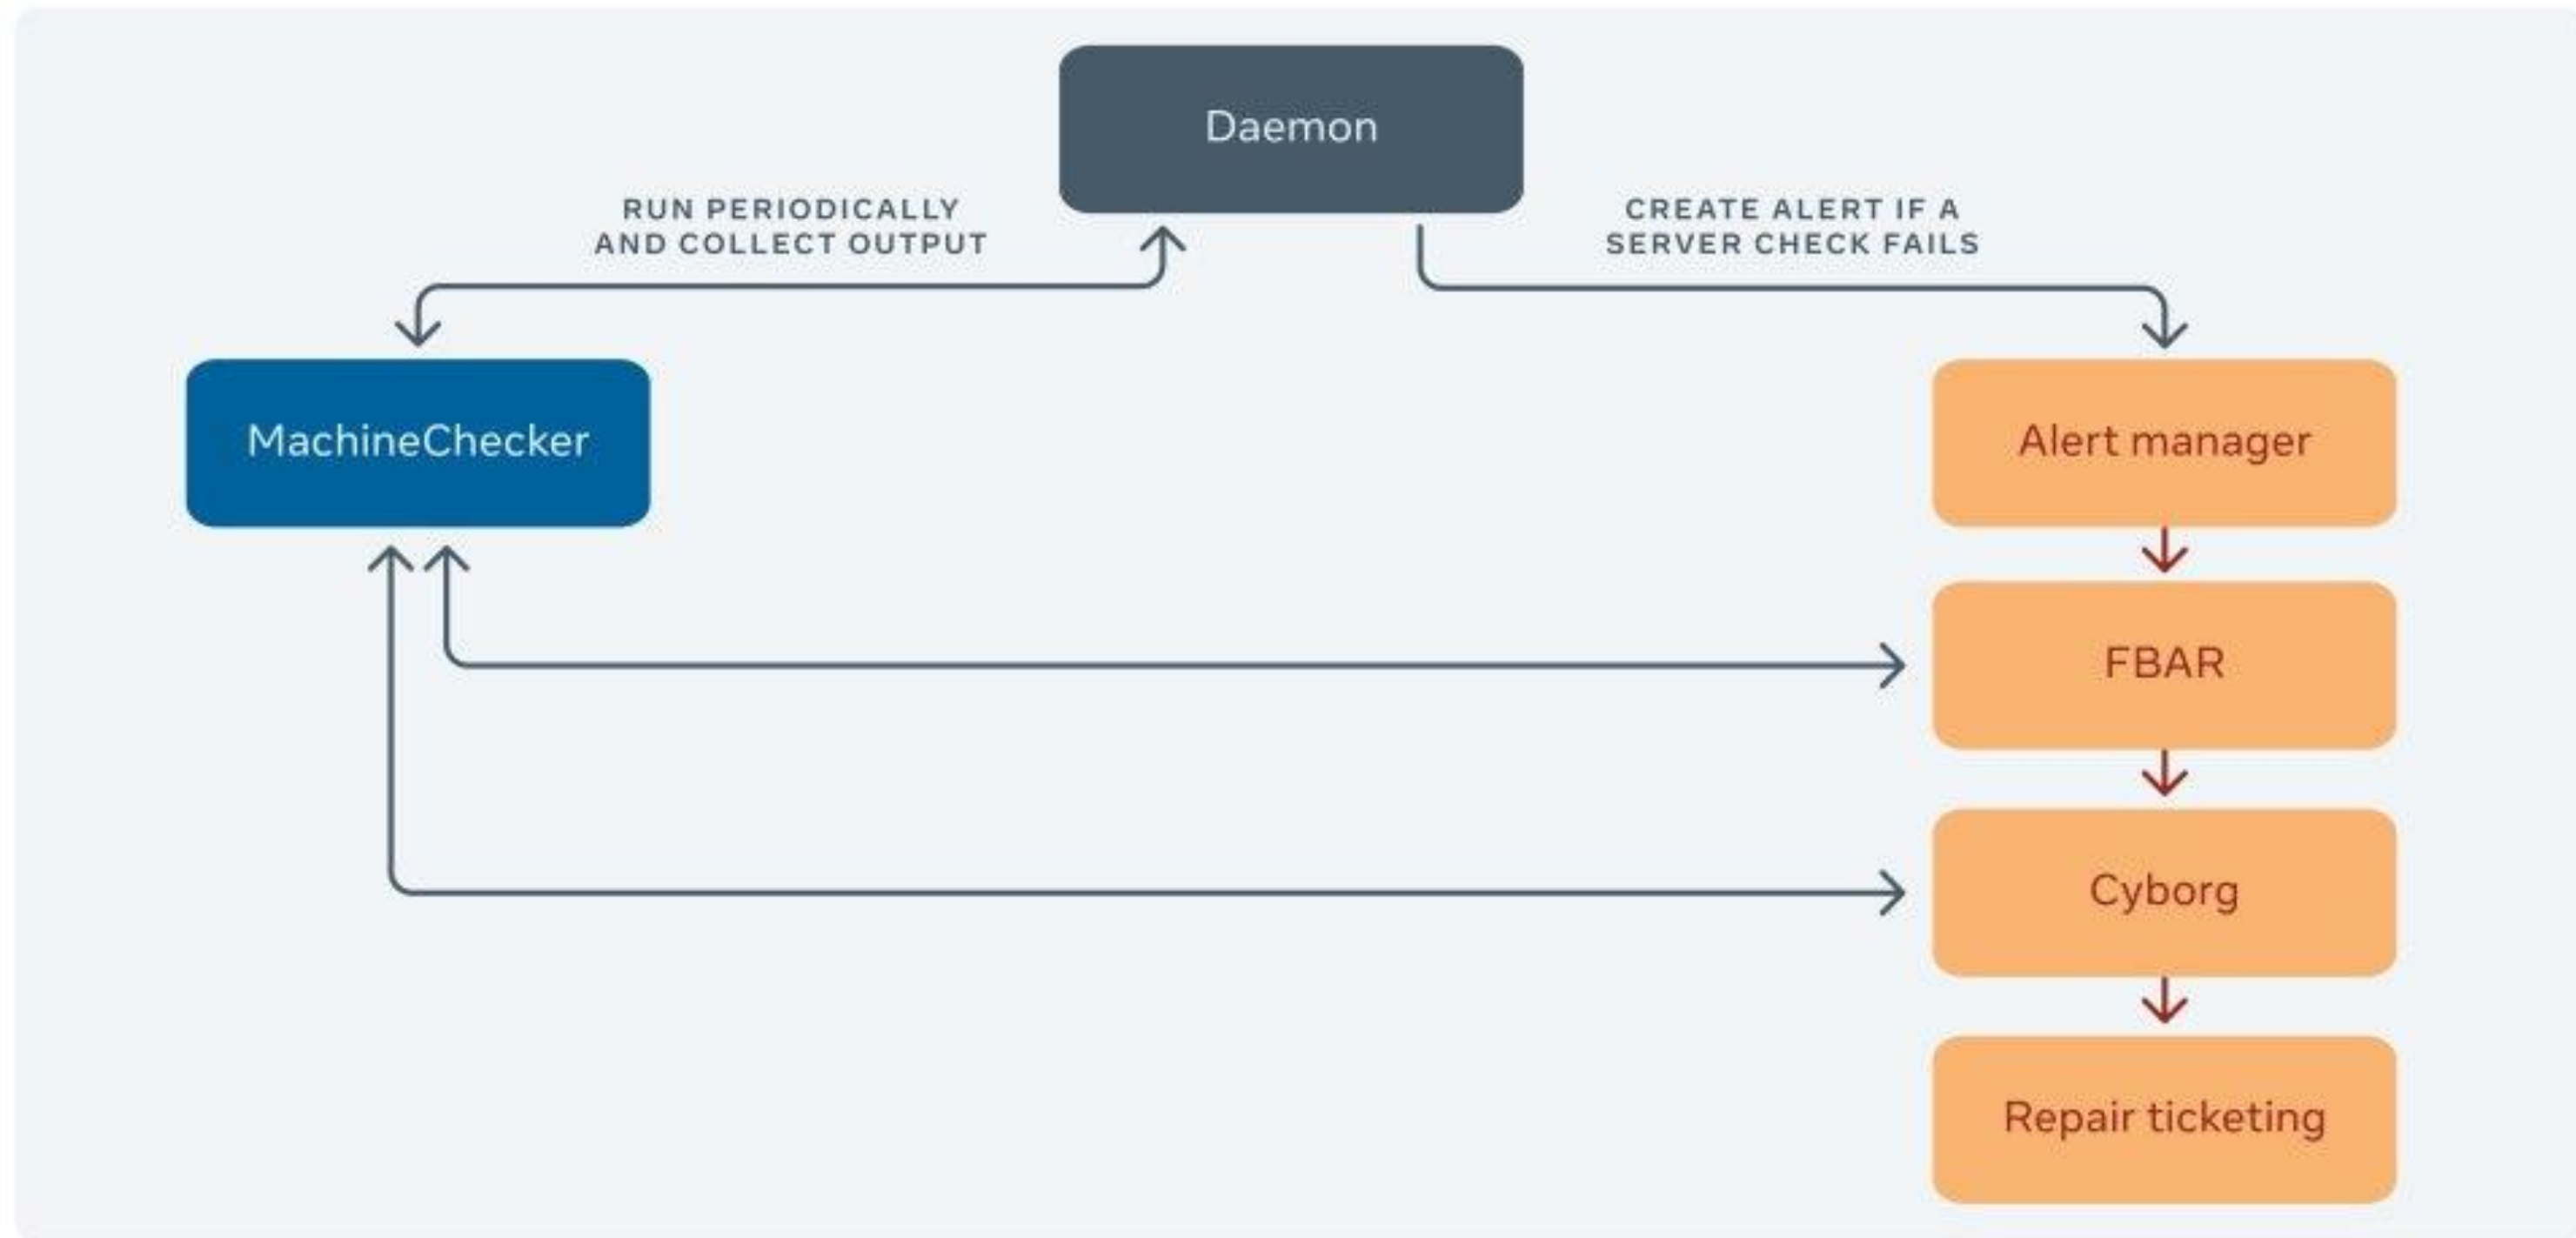 Daemon
RUN PERIODICALLY
AND COLLECT OUTPUT
CREATE ALERT IF A
SERVER CHECK FAILS
MachineChecker
Alert manager
FBAR
Cyborg
Repair ticketing